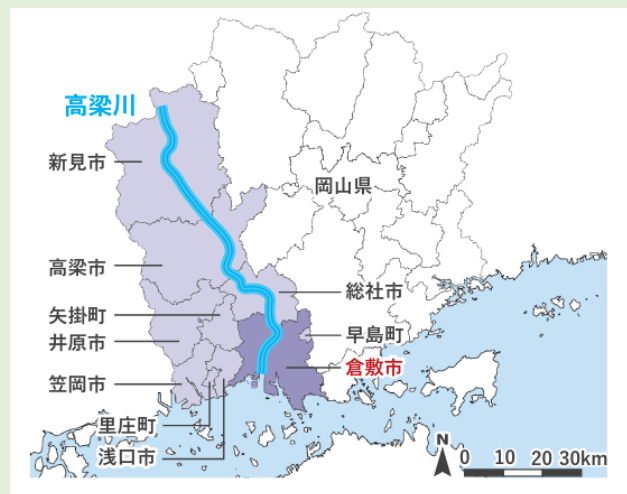 高梁川
新見市
岡山県
高梁市
総社市
矢掛町
早島町
井原市
倉敷市
笠岡市
里庄町
浅口市
N
0 10 20 30km